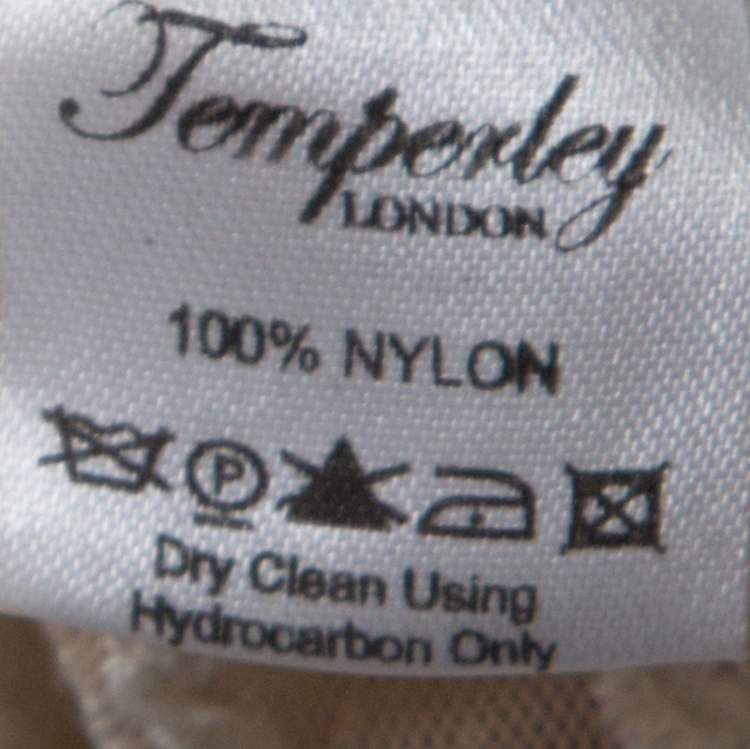 Temperley
LONDON
100% NYLON
P
Dry Clean Using
Hydrocarbon Only